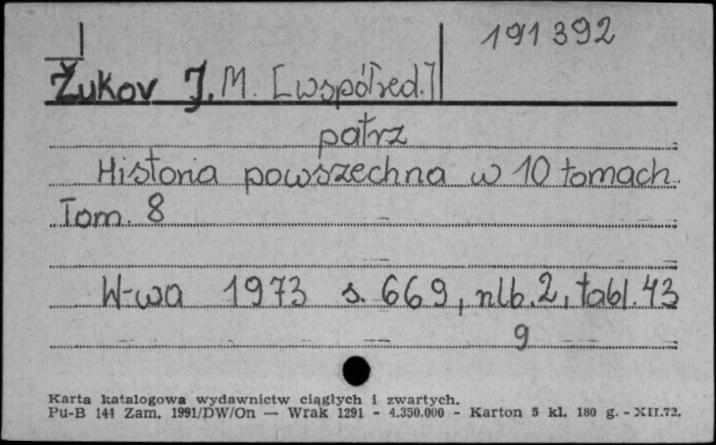 191392
Žukov J. M. [współred.]
patrz
Historia powszechna w 10 tomach.
Tom. 8
W-wa 1973 s. 669, nlb. 2, tabl. 43
9
Karta katalogowa wydawnictw ciągłych i zwartych.
Pu-B 144 Zam. 1991/DW/On — Wrak 1291 - 4.350.000 - Karton 5 kl. 180 g. - XII.72.